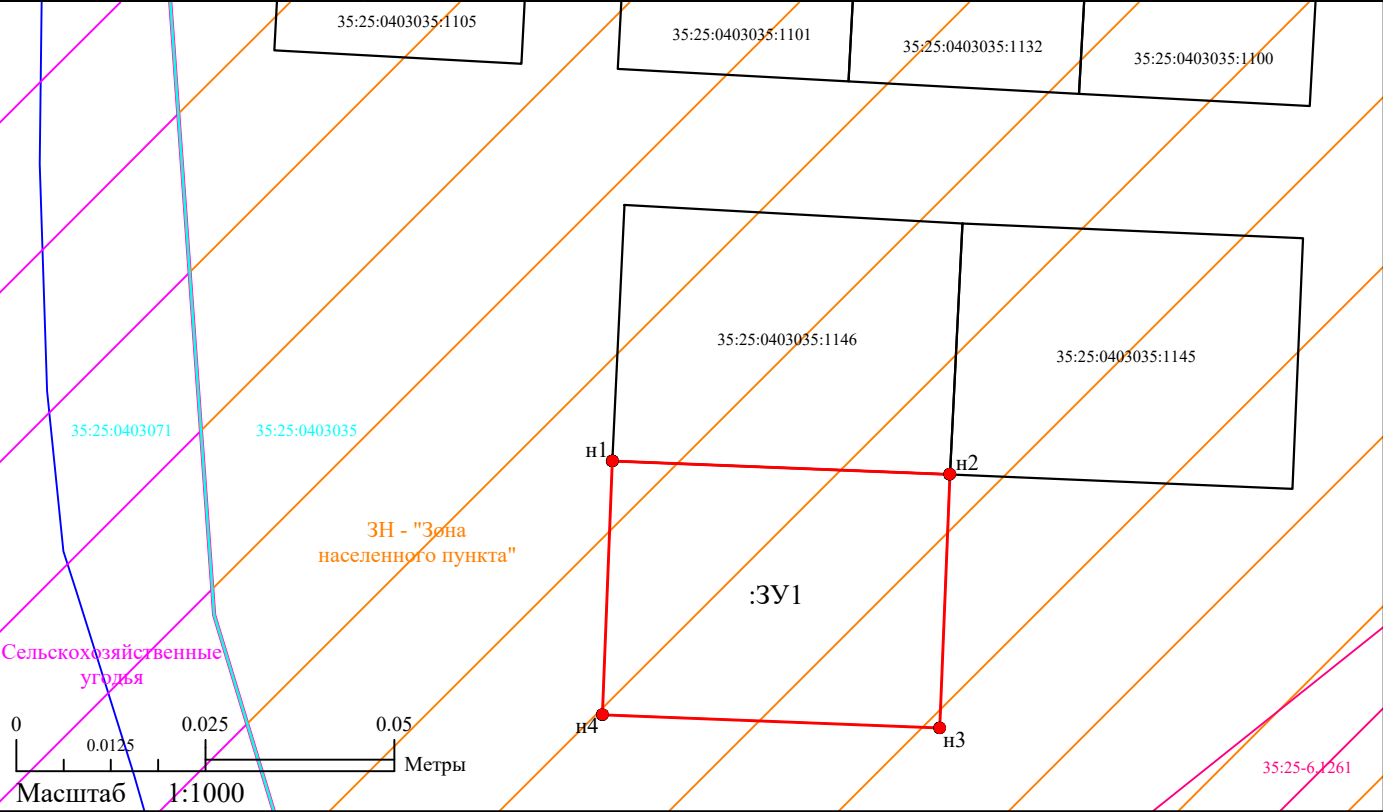 35:25:0403035:1105
35:25:0403035:1101
35:25:0403035:1132
35:25:0403035:1100
35:25:0403035:1146
35:25:0403035:1145
35:25:0403071
35:25:0403035
н1
н2
ЗН - "Зона
населенного пункта"
:ЗУ1
Сельскохозяйственные
угодья
н4
н3
0
0.025
0.05
0.0125
Метры
35:25-6.1261
Масштаб 1:1000